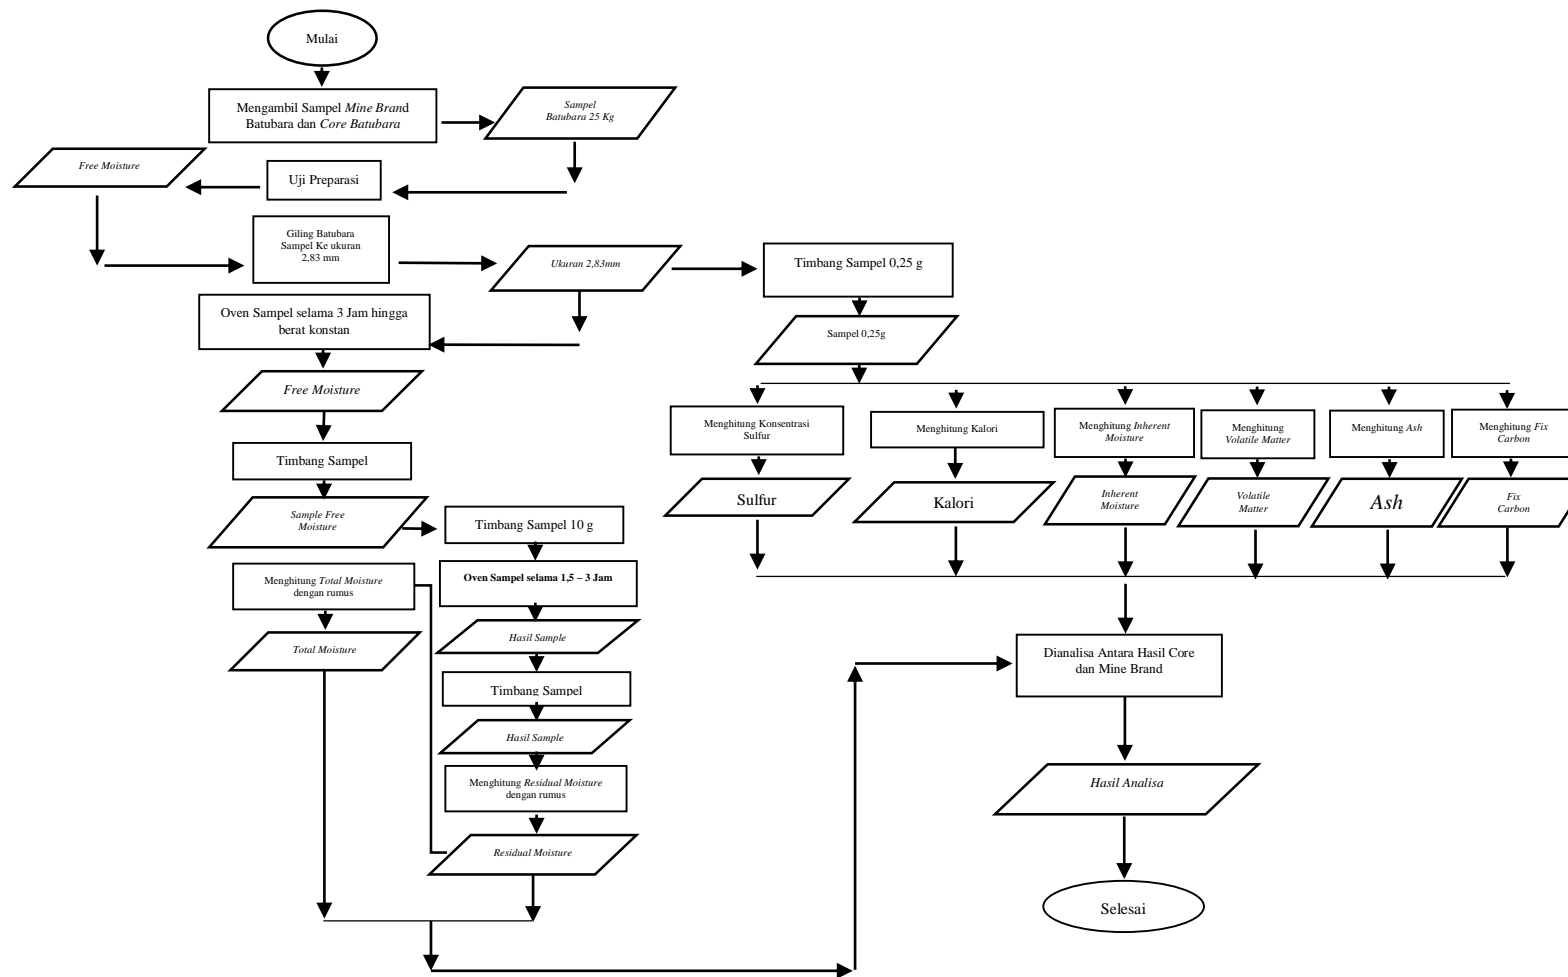 Mulai
Mengambil Sampel Mine Brand
Batubara dan Core Batubara
Sampel
Batubara 25 Kg
Free Moisture
Uji Preparasi
Giling Batubara
Sampel Ke ukuran
2,83 mm
Ukuran 2,83mm
Timbang Sampel 0,25 g
Oven Sampel selama 3 Jam hingga
berat konstan
Sampel 0,25g
Free Moisture
Menghitung Konsentrasi
Sulfur
Menghitung Kalori
Menghitung Inherent
Moisture
Menghitung
Volatile Matter
Menghitung Ash
Menghitung Fix
Carbon
Timbang Sampel
Sulfur
Kalori
Inherent
Moisture
Volatile
Matter
Ash
Fix
Carbon
Sample Free
Moisture
Timbang Sampel 10 g
Oven Sampel selama 1,5 – 3 Jam
Menghitung Total Moisture
dengan rumus
Hasil Sample
Total Moisture
Timbang Sampel
Hasil Sample
Menghitung Residual Moisture
dengan rumus
Residual Moisture
Dianalisa Antara Hasil Core
dan Mine Brand
Hasil Analisa
Selesai